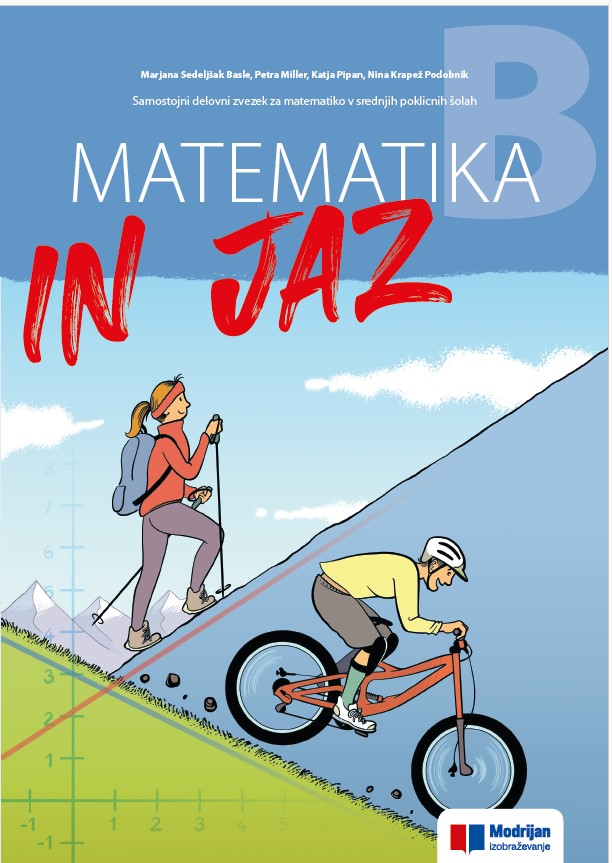 B
Marjana Sedeljšak Basle, Petra Miller, Katja Pipan, Nina Krapež Podobnik
Samostojni delovni zvezek za matematiko v srednjih poklicnih šolah
MATEMATIKA
IN JAZ
8
7
6
5
4
3
2
1
-1
1
2
3
4
5
-1
Modrijan
izobraževanje